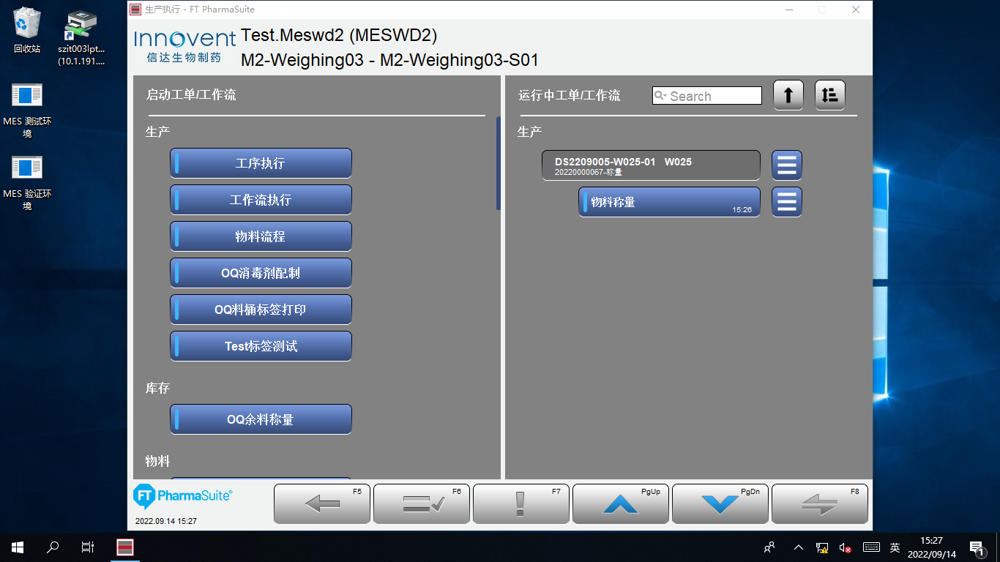 回收站
szit003lpt...
(10.1.191....
MES 测试环
境
MES 验证环
境
生产执行 - FT PharmaSuite
Innovent
信达生物制药
Test.Meswd2 (MESWD2)
M2-Weighing03 - M2-Weighing03-S01
启动工单/工作流
生产
工序执行
工作流执行
物料流程
OQ消毒剂配制
OQ料桶标签打印
Test标签测试
库存
OQ余料称量
物料
运行中工单/工作流
Search
生产
DS2209005-W025-01 W025
20220000067-称量
物料称量
15:26
FT PharmaSuite®
2022.09.14 15:27
F5
F6
F7
PgUp
PgDn
F8
英
15:27
2022/09/14
1